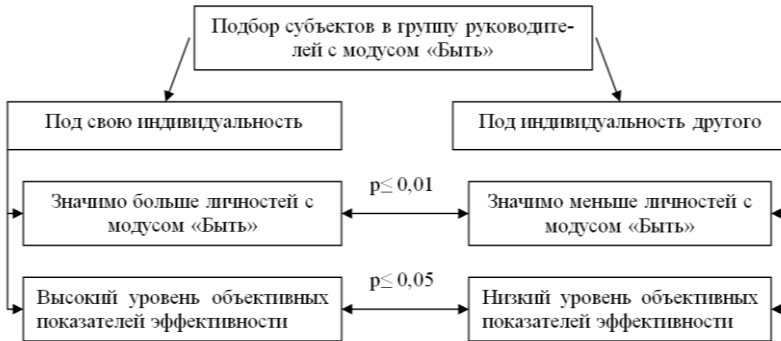 Подбор субъектов в группу руководите-
лей с модусом «Быть»
Под свою индивидуальность
Под индивидуальность другого
Значимо больше личностей с
модусом «Быть»
p≤ 0,01
Значимо меньше личностей с
модусом «Быть»
Высокий уровень объективных
показателей эффективности
p≤ 0,05
Низкий уровень объективных
показателей эффективности